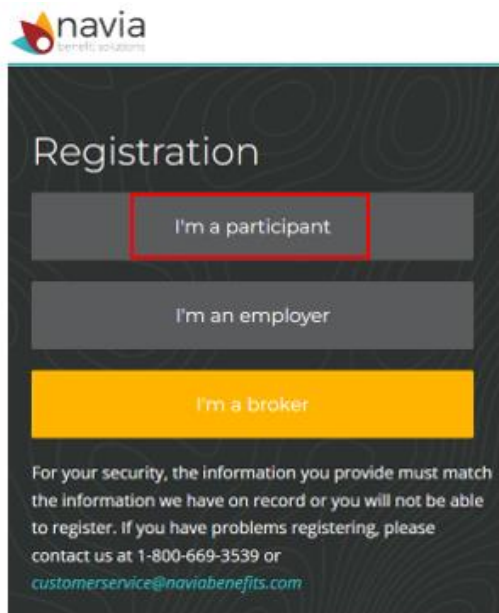 navia
benefit solutions
Registration
I'm a participant
I'm an employer
I'm a broker
For your security, the information you provide must match
the information we have on record or you will not be able
to register. If you have problems registering, please
contact us at 1-800-669-3539 or
customerservice@naviabenefits.com